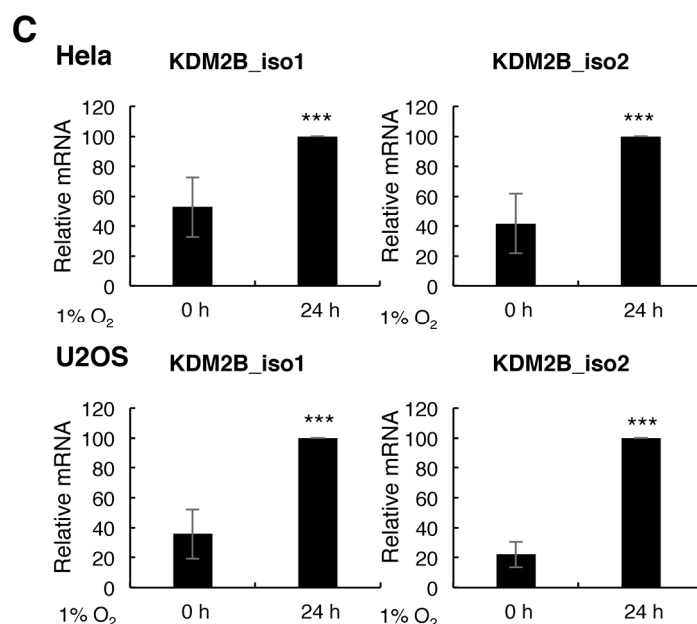 C
Hela
KDM2B_iso1
KDM2B_iso2
Relative mRNA
120
100
80
60
40
20
0
***
1% O₂
0 h
24 h
Relative mRNA
120
100
80
60
40
20
0
***
1% O₂
0 h
24 h
U2OS
KDM2B_iso1
KDM2B_iso2
Relative mRNA
120
100
80
60
40
20
0
***
1% O₂
0 h
24 h
Relative mRNA
120
100
80
60
40
20
0
***
1% O₂
0 h
24 h